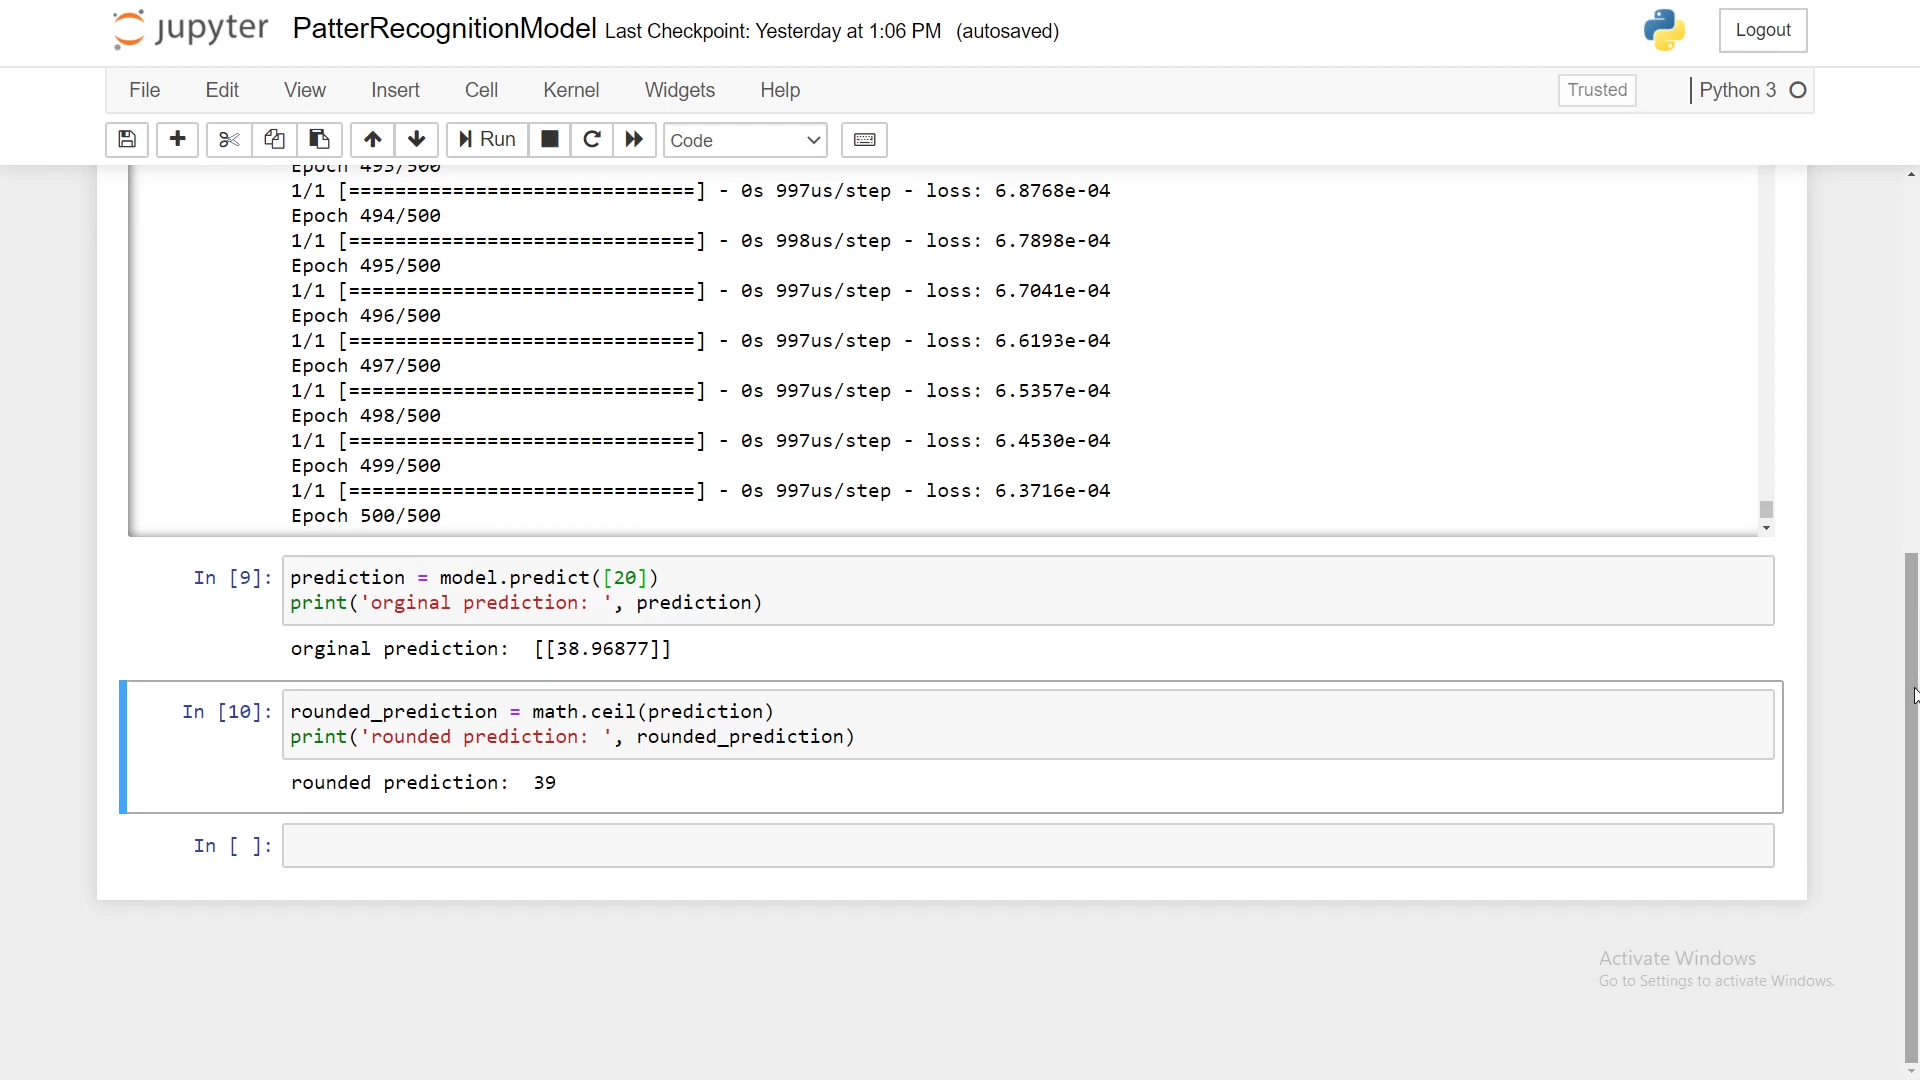 jupyter PatterRecognitionModel Last Checkpoint: Yesterday at 1:06 PM (autosaved) Logout
File Edit View Insert Cell Kernel Widgets Help Trusted Python 3
Run Code
Epoch 493/500
1/1 [==============================] - 0s 997us/step - loss: 6.8768e-04
Epoch 494/500
1/1 [==============================] - 0s 998us/step - loss: 6.7898e-04
Epoch 495/500
1/1 [==============================] - 0s 997us/step - loss: 6.7041e-04
Epoch 496/500
1/1 [==============================] - 0s 997us/step - loss: 6.6193e-04
Epoch 497/500
1/1 [==============================] - 0s 997us/step - loss: 6.5357e-04
Epoch 498/500
1/1 [==============================] - 0s 997us/step - loss: 6.4530e-04
Epoch 499/500
1/1 [==============================] - 0s 997us/step - loss: 6.3716e-04
Epoch 500/500
In [9]: prediction = model.predict([20])
print('orginal prediction: ', prediction)
orginal prediction:  [[38.96877]]
In [10]: rounded_prediction = math.ceil(prediction)
print('rounded prediction: ', rounded_prediction)
rounded prediction:  39
In [ ]:
Activate Windows
Go to Settings to activate Windows.